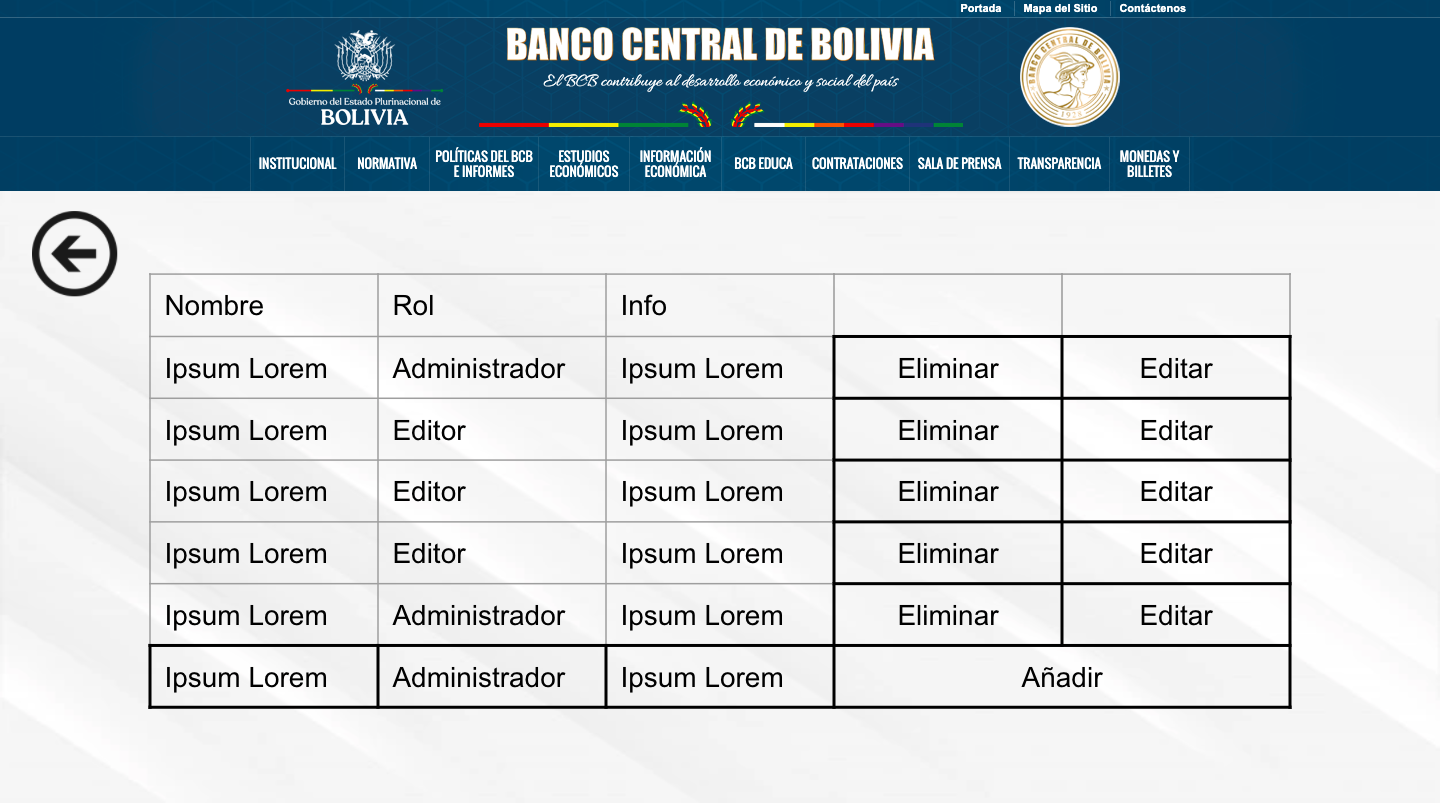 Portada Mapa del Sitio Contáctenos
BANCO CENTRAL DE BOLIVIA
El BCB contribuye al desarrollo económico y social del país
Gobierno del Estado Plurinacional de
BOLIVIA
BANCO CENTRAL DE BOLIVIA
1928
INSTITUCIONAL
NORMATIVA
POLÍTICAS DEL BCB
E INFORMES
ESTUDIOS
ECONÓMICOS
INFORMACIÓN
ECONÓMICA
BCB EDUCA
CONTRATACIONES
SALA DE PRENSA
TRANSPARENCIA
MONEDAS Y
BILLETES
Nombre Rol Info
Ipsum Lorem Administrador Ipsum Lorem Eliminar Editar
Ipsum Lorem Editor Ipsum Lorem Eliminar Editar
Ipsum Lorem Editor Ipsum Lorem Eliminar Editar
Ipsum Lorem Editor Ipsum Lorem Eliminar Editar
Ipsum Lorem Administrador Ipsum Lorem Eliminar Editar
Ipsum Lorem Administrador Ipsum Lorem Añadir